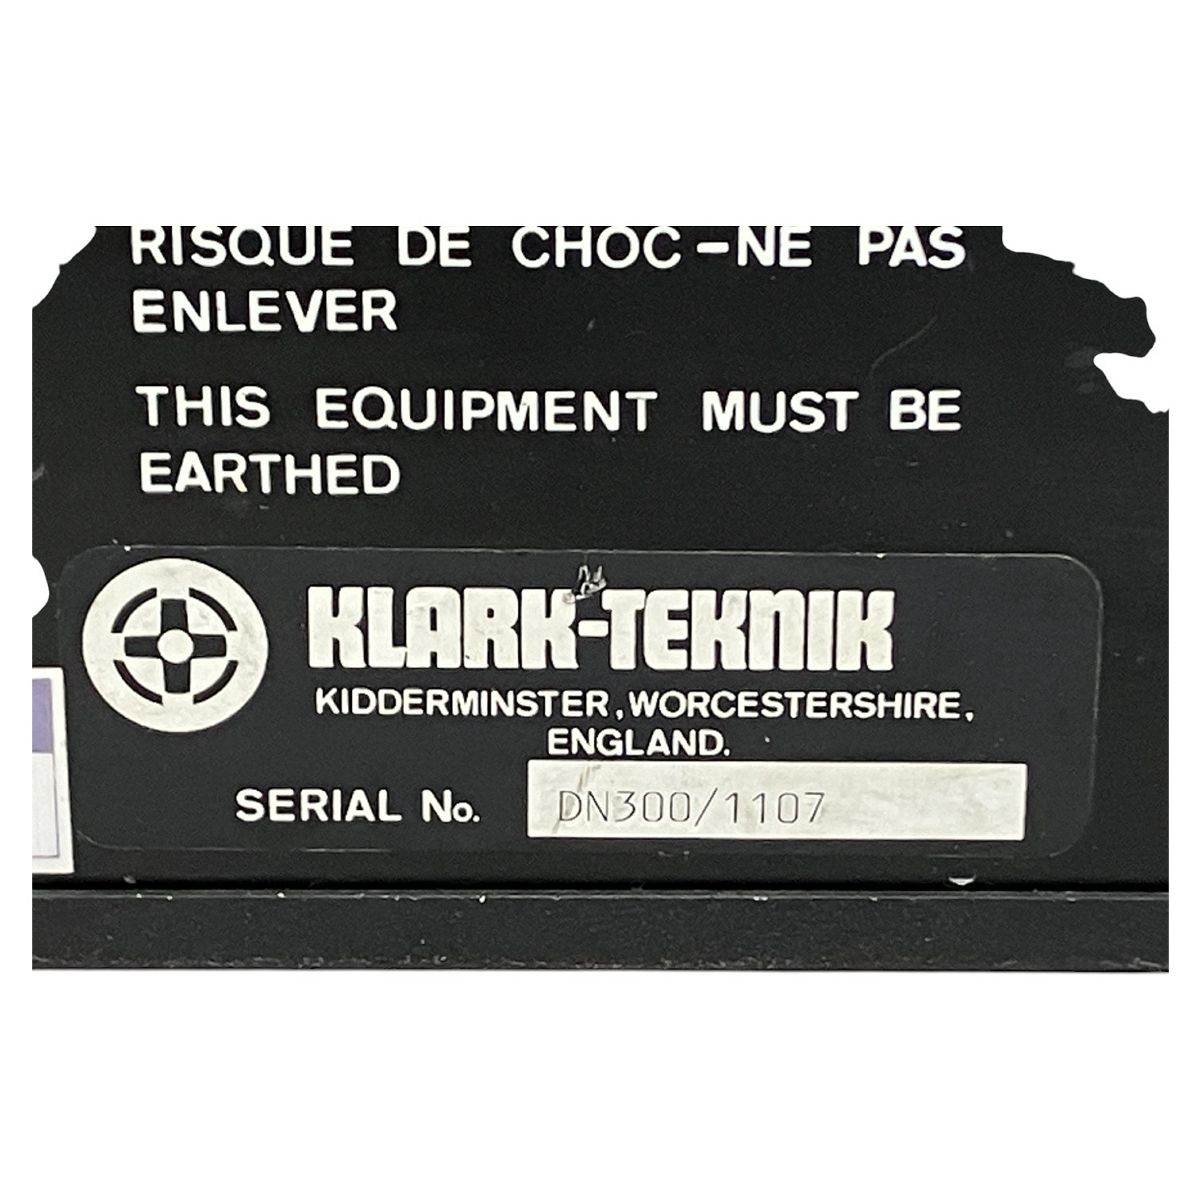 RISQUE DE CHOC-NE PAS
ENLEVER
THIS EQUIPMENT MUST BE
EARTHED
KLARK-TEKNIK
KIDDERMINSTER, WORCESTERSHIRE,
ENGLAND.
SERIAL No. DN300/1107